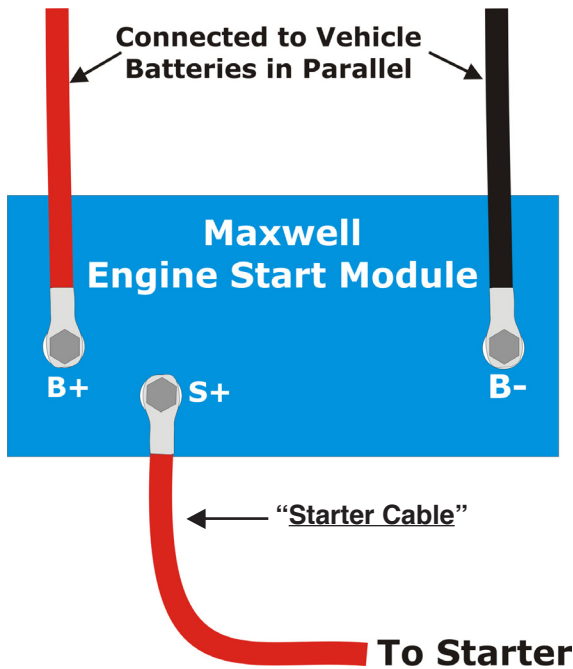 Connected to Vehicle
Batteries in Parallel
Maxwell
Engine Start Module
B+
S+
B-
“Starter Cable”
To Starter